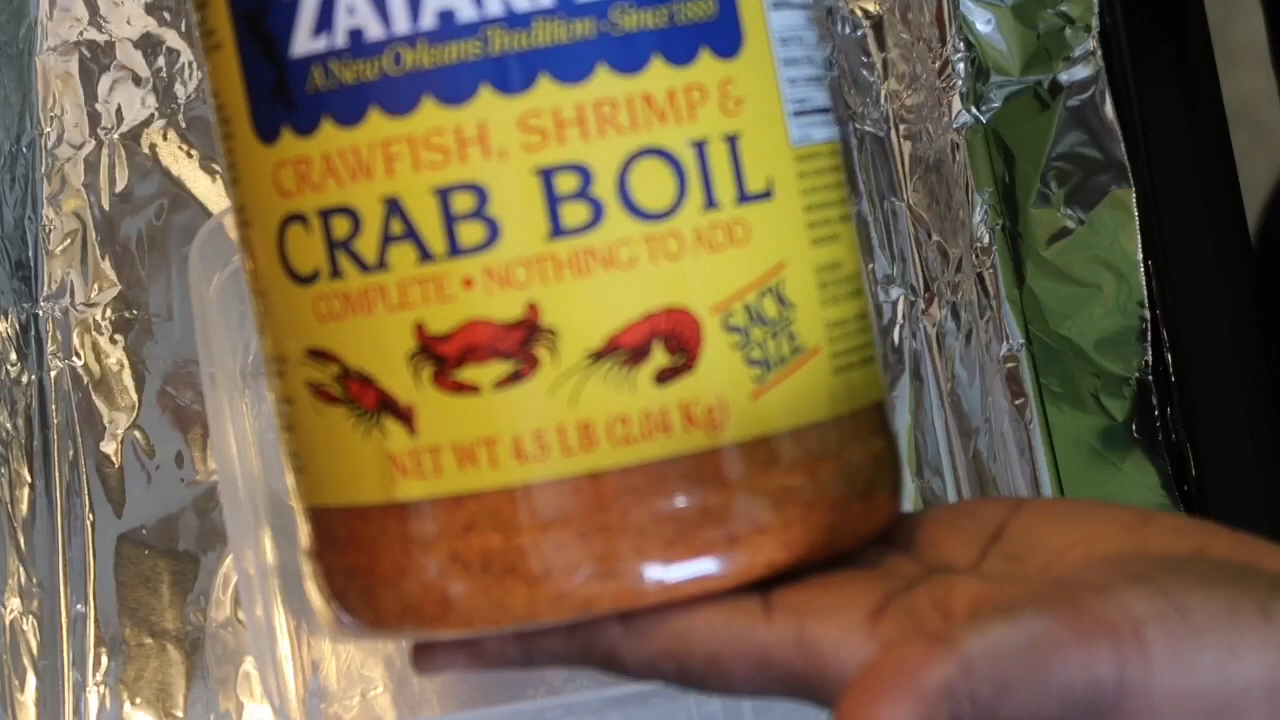 ZATARA
A New Orleans Tradition · Since 1889
CRAWFISH, SHRIMP &
CRAB BOIL
COMPLETE • NOTHING TO ADD
SACK
SIZE
NET WT 4.5 LB (2.04 Kg)